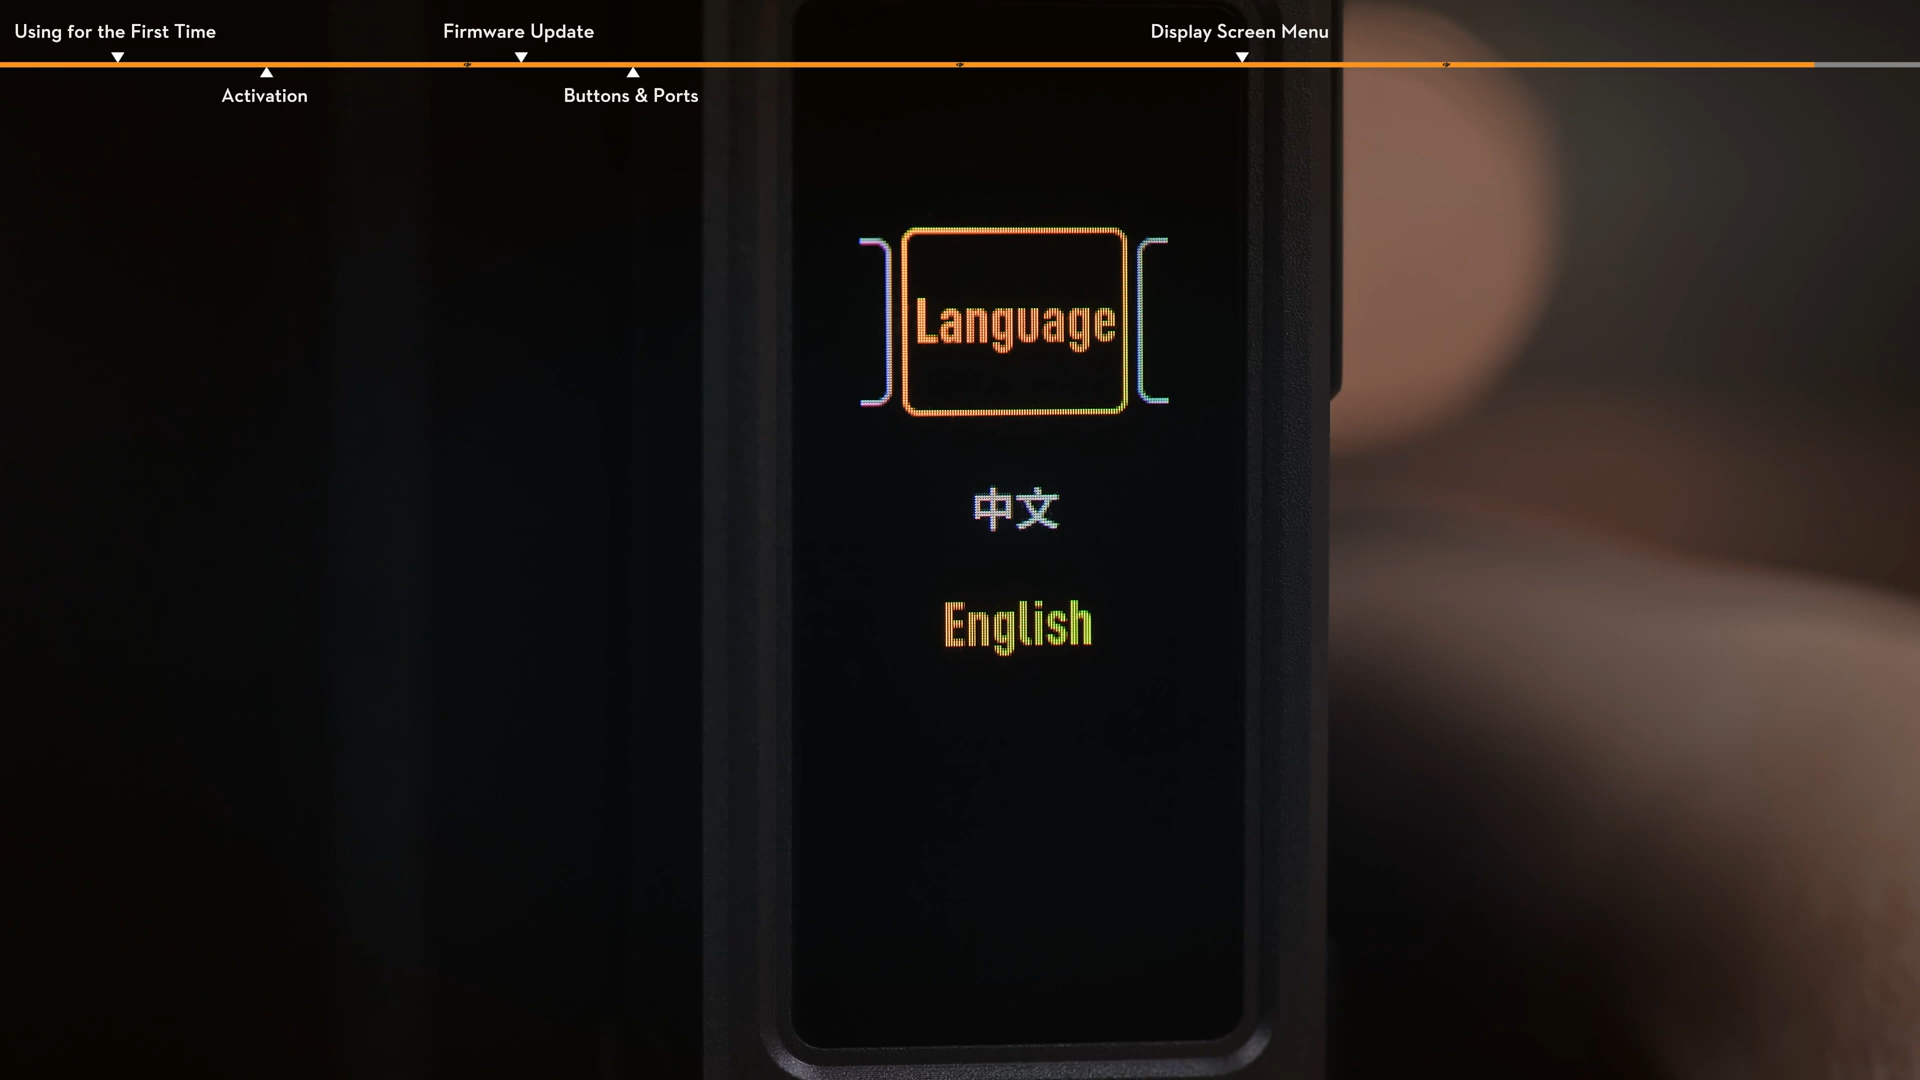 Using for the First Time
Firmware Update
Display Screen Menu
Activation
Buttons & Ports
Language
中文
English